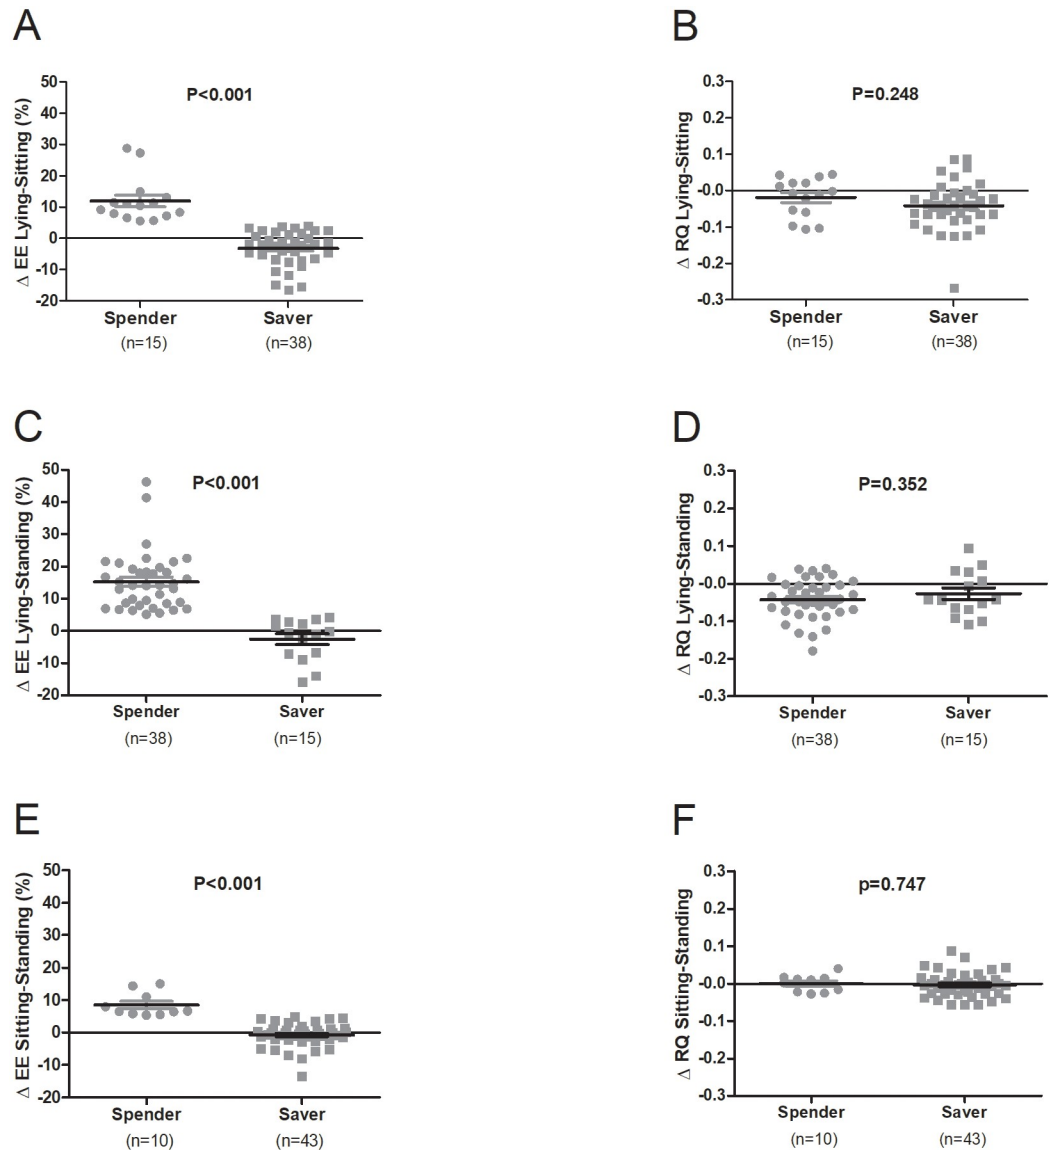 A
B
Δ EE Lying-Sitting (%)
50
40
30
20
10
0
-10
-20
P<0.001
Spender
Saver
(n=15)
(n=38)
Δ RQ Lying-Sitting
0.3
0.2
0.1
-0.0
-0.1
-0.2
-0.3
P=0.248
Spender
Saver
(n=15)
(n=38)
C
D
Δ EE Lying-Standing (%)
50
40
30
20
10
0
-10
-20
P<0.001
Spender
Saver
(n=38)
(n=15)
Δ RQ Lying-Standing
0.3
0.2
0.1
-0.0
-0.1
-0.2
-0.3
P=0.352
Spender
Saver
(n=38)
(n=15)
E
F
Δ EE Sitting-Standing (%)
50
40
30
20
10
0
-10
-20
P<0.001
Spender
Saver
(n=10)
(n=43)
Δ RQ Sitting-Standing
0.3
0.2
0.1
-0.0
-0.1
-0.2
-0.3
p=0.747
Spender
Saver
(n=10)
(n=43)